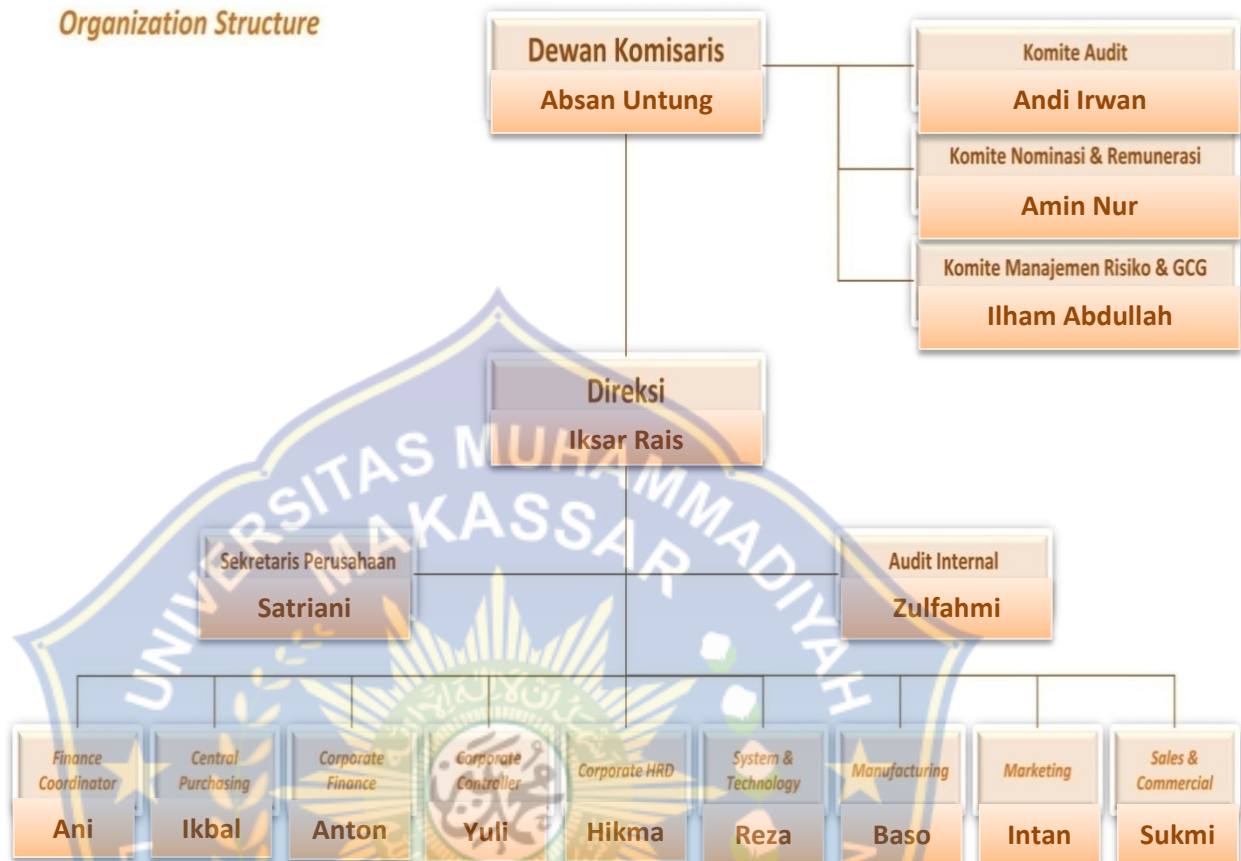 Organization Structure
Dewan Komisaris
Absan Untung
Komite Audit
Andi Irwan
Komite Nominasi & Remunerasi
Amin Nur
Komite Manajemen Risiko & GCG
Ilham Abdullah
Direksi
Iksar Rais
UNIVERSITAS MUHAMMADIYAH
MAKASSAR
Sekretaris Perusahaan
Satriani
Audit Internal
Zulfahmi
Finance
Coordinator
Ani
Central
Purchasing
Ikbal
Corporate
Finance
Anton
Corporate
Controller
Yuli
Corporate HRD
Hikma
System &
Technology
Reza
Manufacturing
Baso
Marketing
Intan
Sales &
Commercial
Sukmi